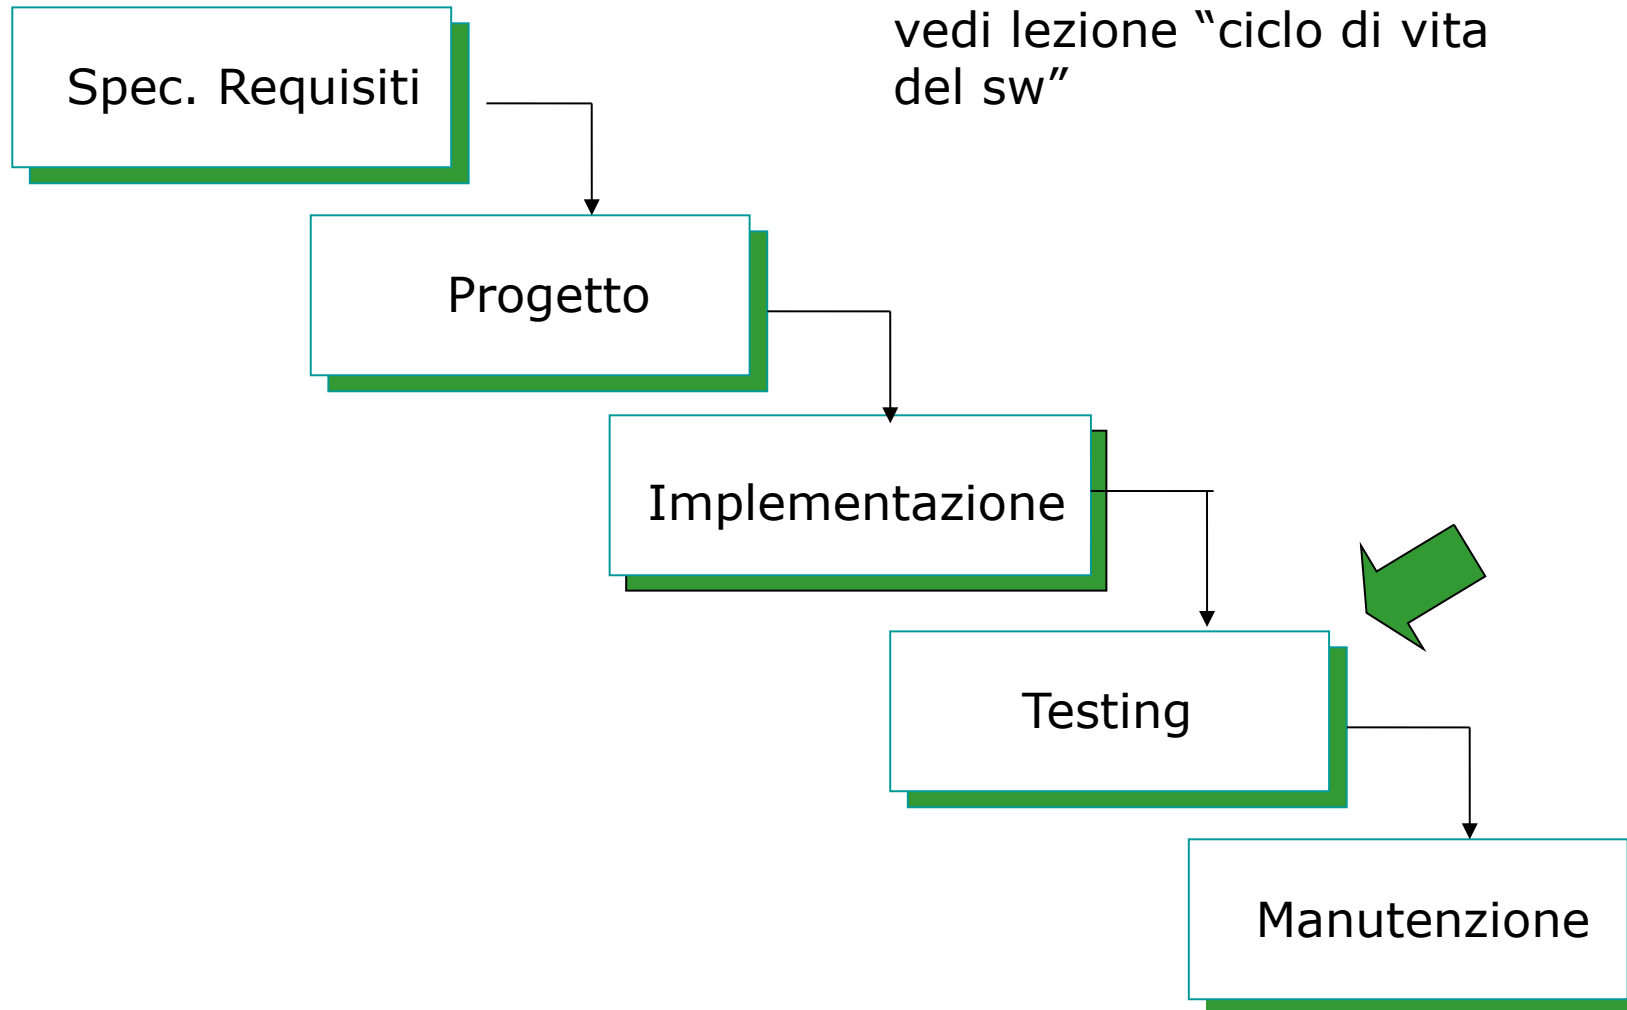 vedi lezione “ciclo di vita
del sw”
Spec. Requisiti
Progetto
Implementazione
Testing
Manutenzione